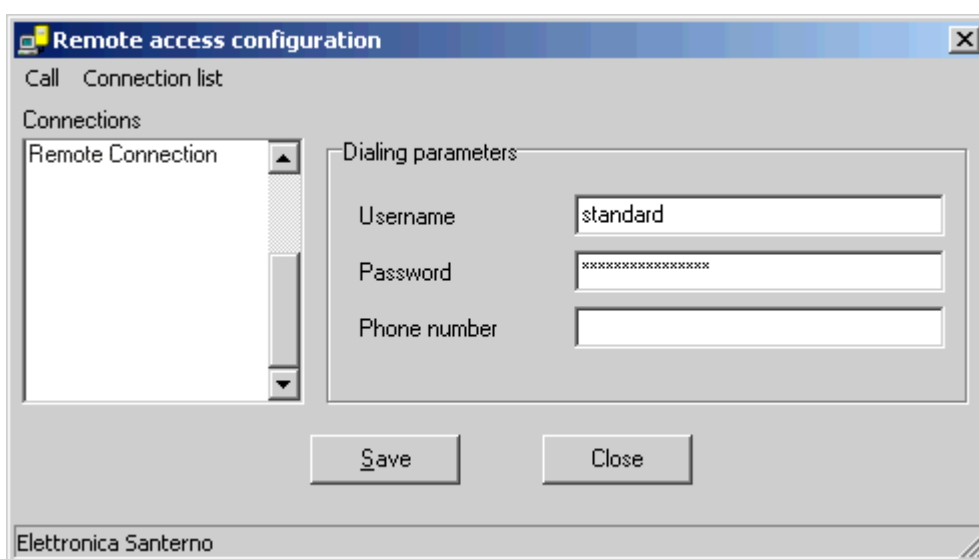 Remote access configuration
Call Connection list
Connections
Remote Connection
Dialing parameters
Username standard
Password ****************
Phone number
Save Close
Elettronica Santerno